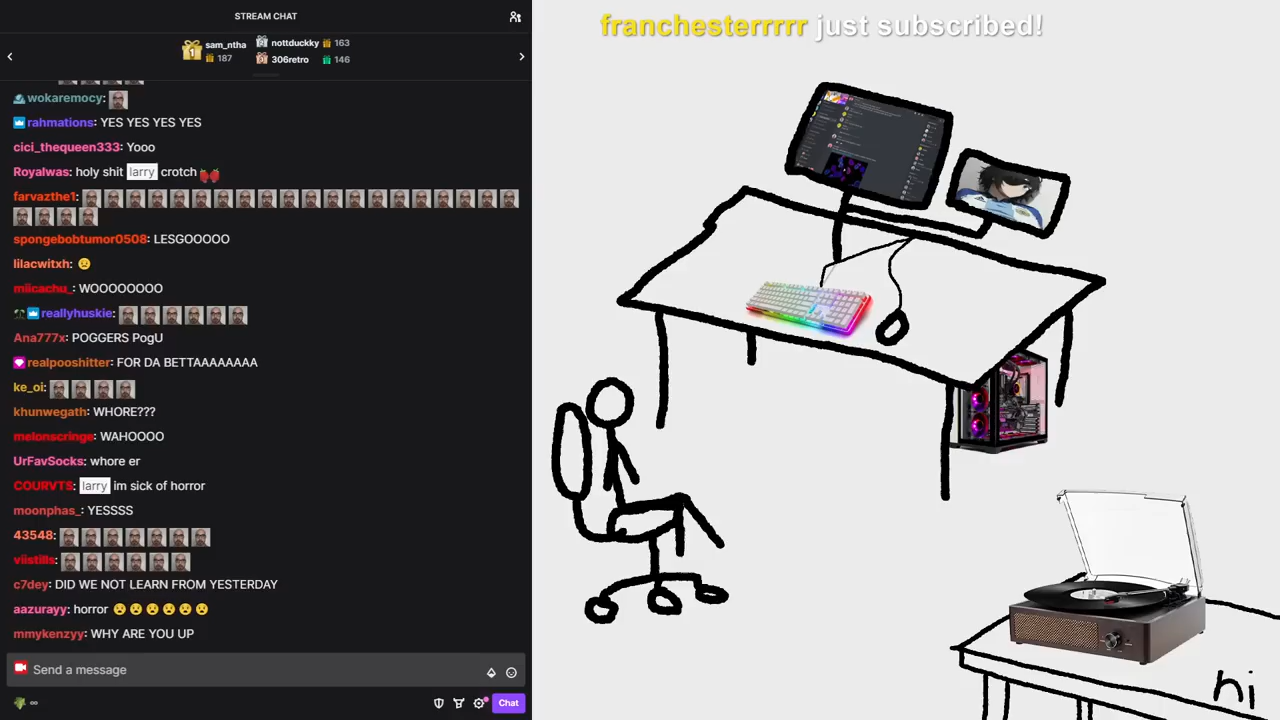 franchesterrrrr just subscribed!
STREAM CHAT
sam_ntha
187
nottduckky 163
306retro 146
wokaremocy:
rahmations: YES YES YES YES
cici_thequeen333: Yooo
Royalwas: holy shit larry crotch
farvazthe1:
spongebobtumor0508: LESGOOOOO
lilacwitxh:
miicachu_: WOOOOOOOO
reallyhuskie:
Ana777x: POGGERS PogU
realpooshitter: FOR DA BETTAAAAAAAA
ke_oi:
khunwegath: WHORE???
melonscringe: WAHOOOO
UrFavSocks: whore er
COURVTS: larry im sick of horror
moonphas_: YESSSS
43548:
viistills:
c7dey: DID WE NOT LEARN FROM YESTERDAY
aazurayy: horror
mmykenzyy: WHY ARE YOU UP
Send a message
Chat
hi